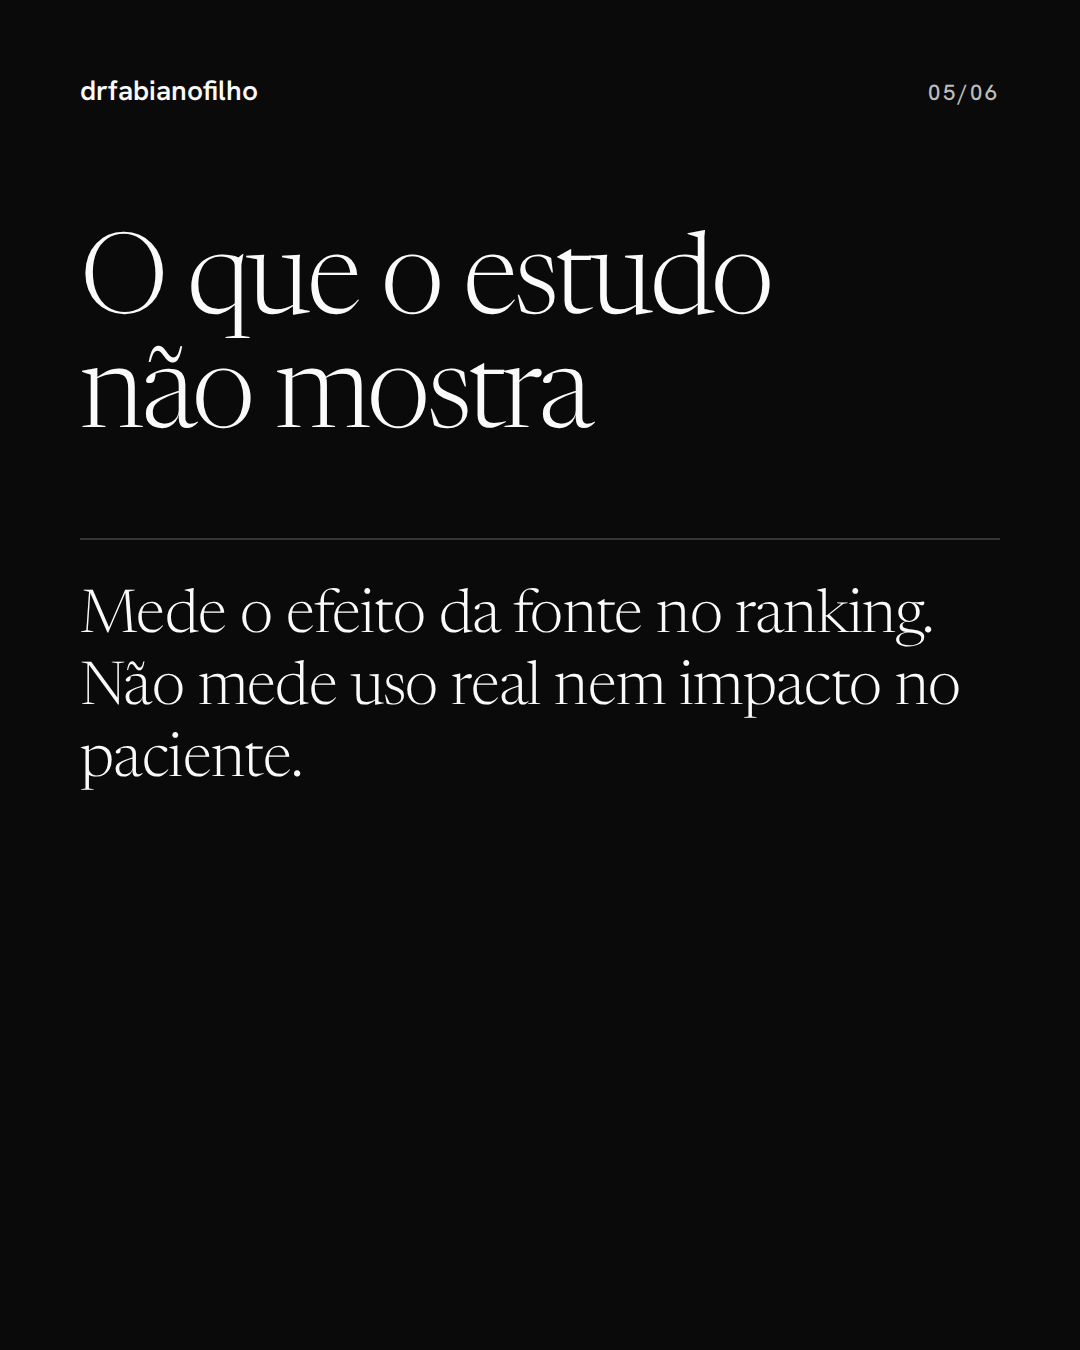 drfabianofilho
05/06
O que o estudo
não mostra
Mede o efeito da fonte no ranking.
Não mede uso real nem impacto no
paciente.